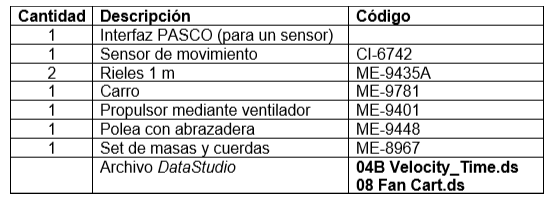 Cantidad Descripción Código
1 Interfaz PASCO (para un sensor)
1 Sensor de movimiento CI-6742
2 Rieles 1 m ME-9435A
1 Carro ME-9781
1 Propulsor mediante ventilador ME-9401
1 Polea con abrazadera ME-9448
1 Set de masas y cuerdas ME-8967
Archivo DataStudio 04B Velocity_Time.ds
08 Fan Cart.ds